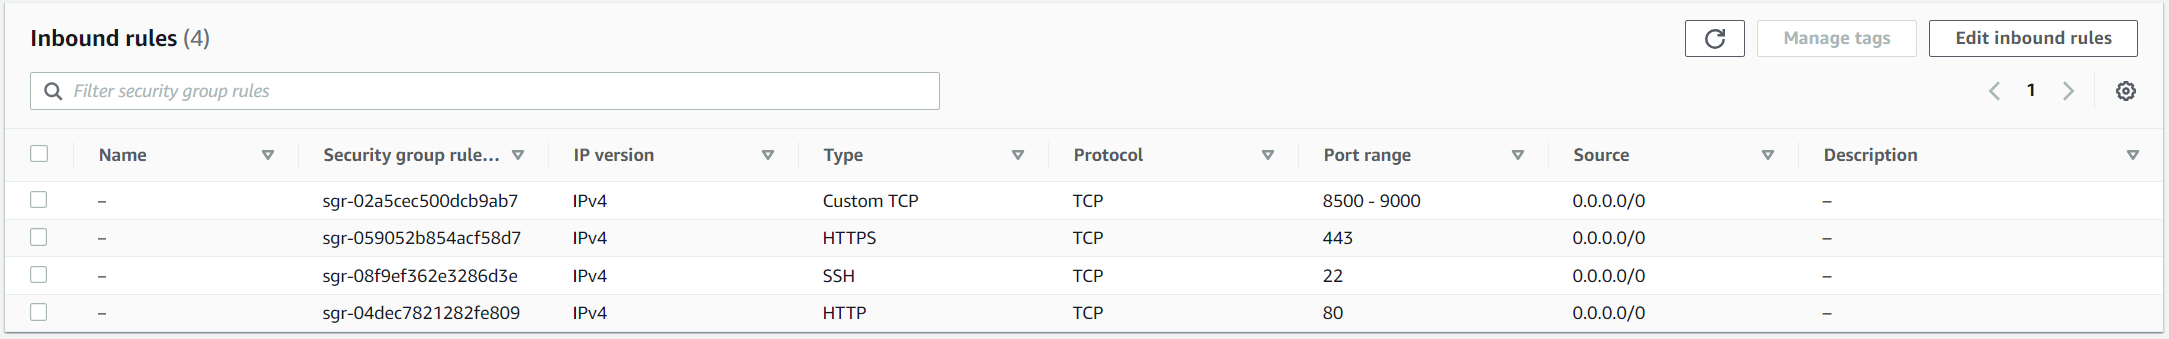 Inbound rules (4)
Manage tags
Edit inbound rules
Filter security group rules
1
Name Security group rule... IP version Type Protocol Port range Source Description
– sgr-02a5cec500dcb9ab7 IPv4 Custom TCP TCP 8500 - 9000 0.0.0.0/0 –
– sgr-059052b854acf58d7 IPv4 HTTPS TCP 443 0.0.0.0/0 –
– sgr-08f9ef362e3286d3e IPv4 SSH TCP 22 0.0.0.0/0 –
– sgr-04dec7821282fe809 IPv4 HTTP TCP 80 0.0.0.0/0 –